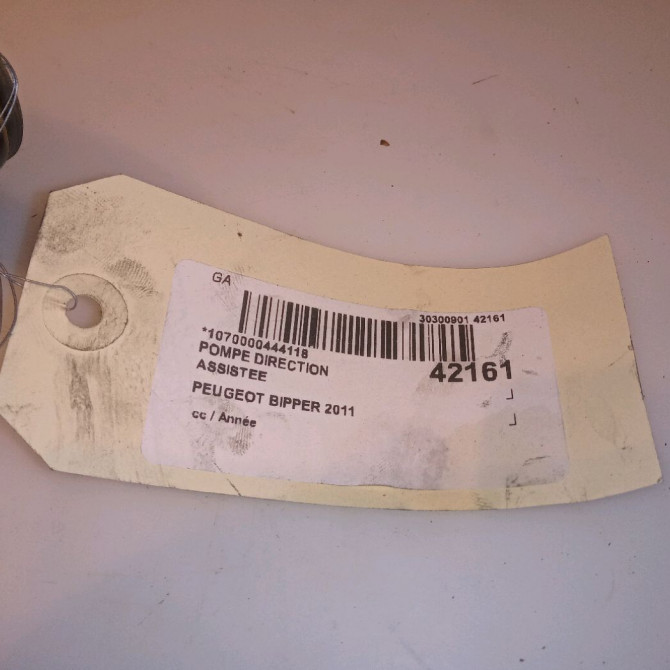 GA
30300901 42161
*1070000444118
POMPE DIRECTION
ASSISTEE
42161
PEUGEOT BIPPER 2011
cc / Année